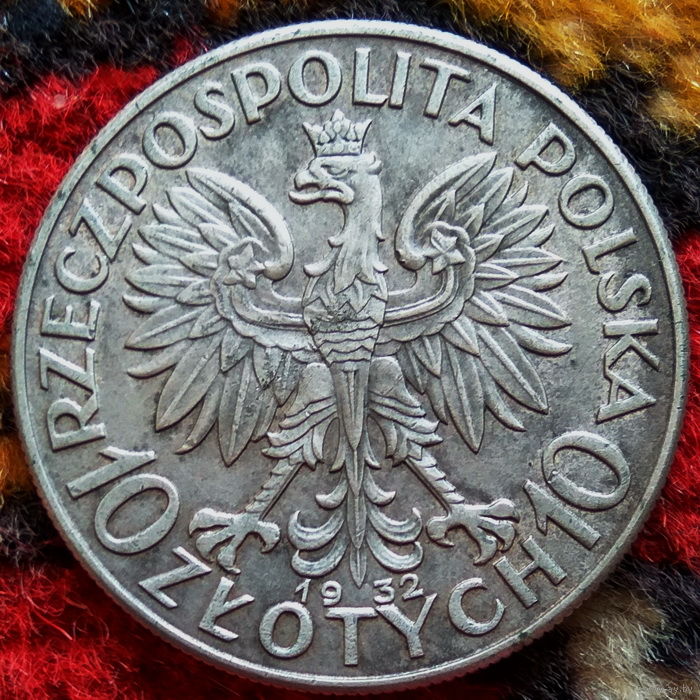 RZECZPOSPOLITA POLSKA
10 ZŁOTYCH 10
1932